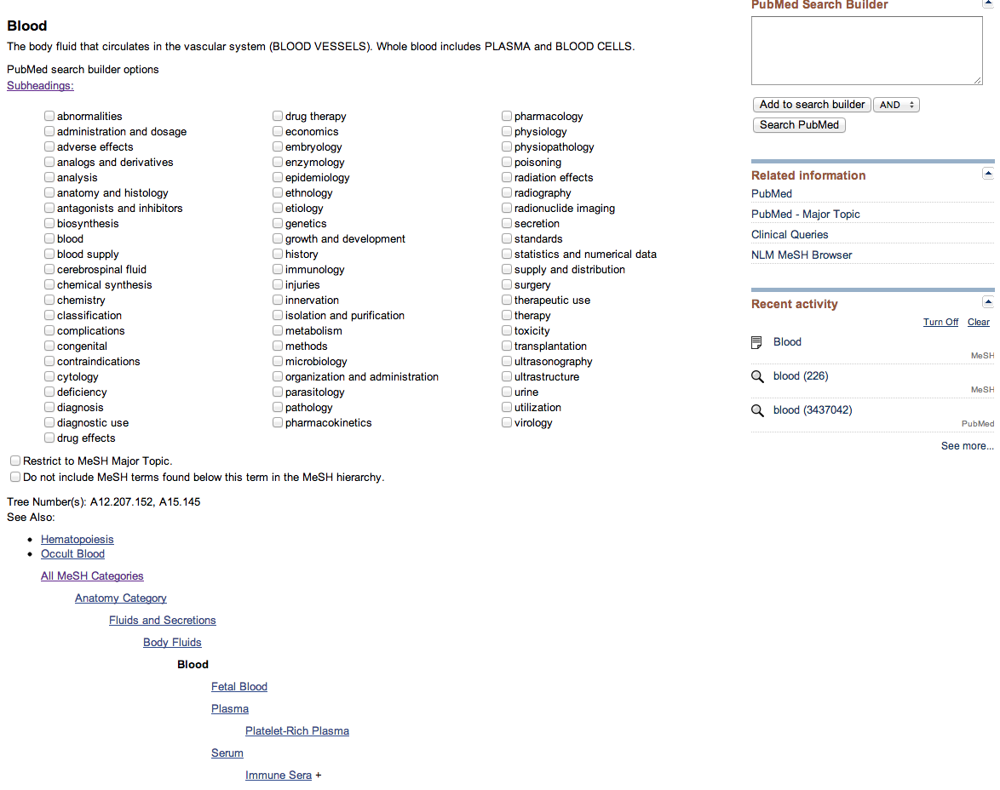 Blood
The body fluid that circulates in the vascular system (BLOOD VESSELS). Whole blood includes PLASMA and BLOOD CELLS.
PubMed search builder options
Subheadings:
abnormalities
administration and dosage
adverse effects
analogs and derivatives
analysis
anatomy and histology
antagonists and inhibitors
biosynthesis
blood
blood supply
cerebrospinal fluid
chemical synthesis
chemistry
classification
complications
congenital
contraindications
cytology
deficiency
diagnosis
diagnostic use
drug effects
drug therapy
economics
embryology
enzymology
epidemiology
ethnology
etiology
genetics
growth and development
history
immunology
injuries
innervation
isolation and purification
metabolism
methods
microbiology
organization and administration
parasitology
pathology
pharmacokinetics
pharmacology
physiology
physiopathology
poisoning
radiation effects
radiography
radionuclide imaging
secretion
standards
statistics and numerical data
supply and distribution
surgery
therapeutic use
therapy
toxicity
transplantation
ultrasonography
ultrastructure
urine
utilization
virology
Restrict to MeSH Major Topic.
Do not include MeSH terms found below this term in the MeSH hierarchy.
Tree Number(s): A12.207.152, A15.145
See Also:
Hematopoiesis
Occult Blood
All MeSH Categories
Anatomy Category
Fluids and Secretions
Body Fluids
Blood
Fetal Blood
Plasma
Platelet-Rich Plasma
Serum
Immune Sera +
PubMed Search Builder
Add to search builder AND
Search PubMed
Related information
PubMed
PubMed - Major Topic
Clinical Queries
NLM MeSH Browser
Recent activity
Turn Off Clear
Blood
MeSH
blood (226)
MeSH
blood (3437042)
PubMed
See more...